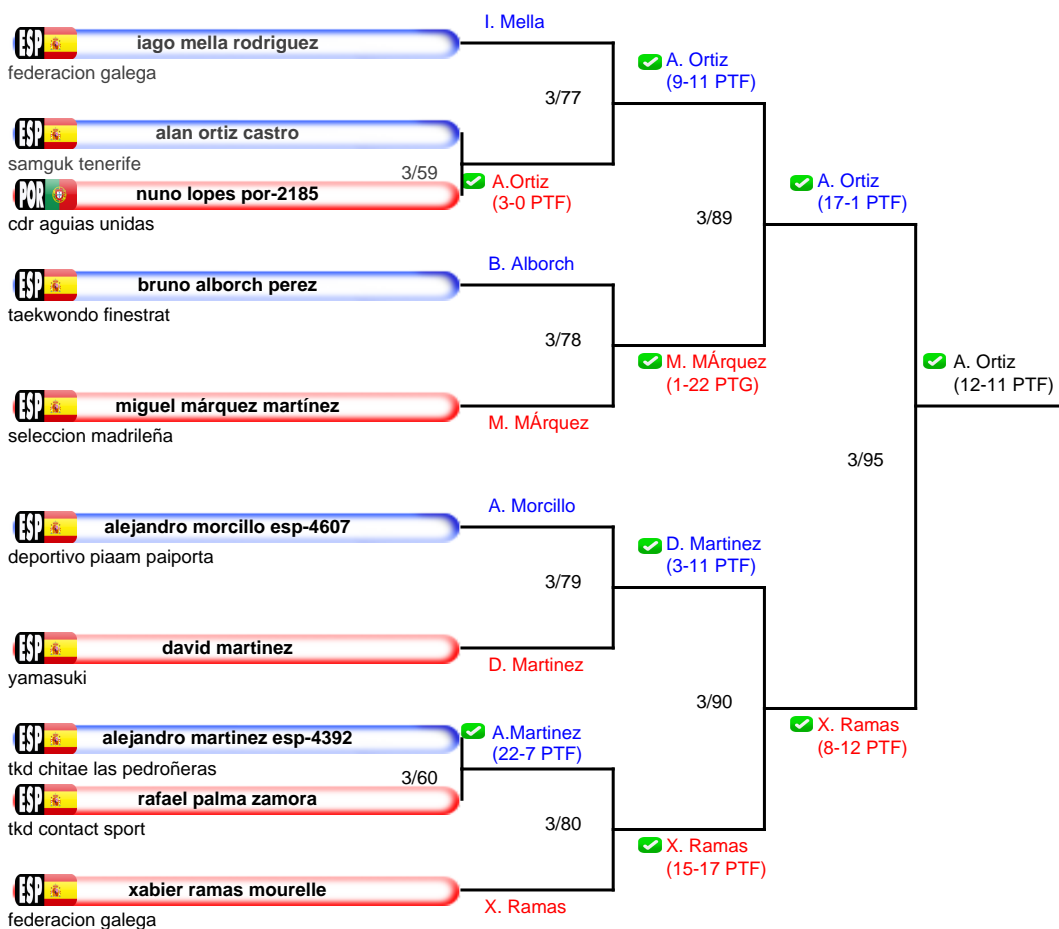 I. Mella
ESP iago mella rodriguez
federacion galega
A. Ortiz
(9-11 PTF)
3/77
ESP alan ortiz castro
samguk tenerife
3/59
A.Ortiz
(3-0 PTF)
POR nuno lopes por-2185
cdr aguias unidas
A. Ortiz
(17-1 PTF)
3/89
B. Alborch
ESP bruno alborch perez
taekwondo finestrat
3/78
M. MÁrquez
(1-22 PTG)
A. Ortiz
(12-11 PTF)
ESP miguel márquez martínez
M. MÁrquez
seleccion madrileña
3/95
A. Morcillo
ESP alejandro morcillo esp-4607
deportivo piaam paiporta
D. Martinez
(3-11 PTF)
3/79
ESP david martinez
D. Martinez
yamasuki
3/90
ESP alejandro martinez esp-4392
A.Martinez
(22-7 PTF)
X. Ramas
(8-12 PTF)
tkd chitae las pedroñeras
3/60
ESP rafael palma zamora
tkd contact sport
3/80
X. Ramas
(15-17 PTF)
ESP xabier ramas mourelle
X. Ramas
federacion galega